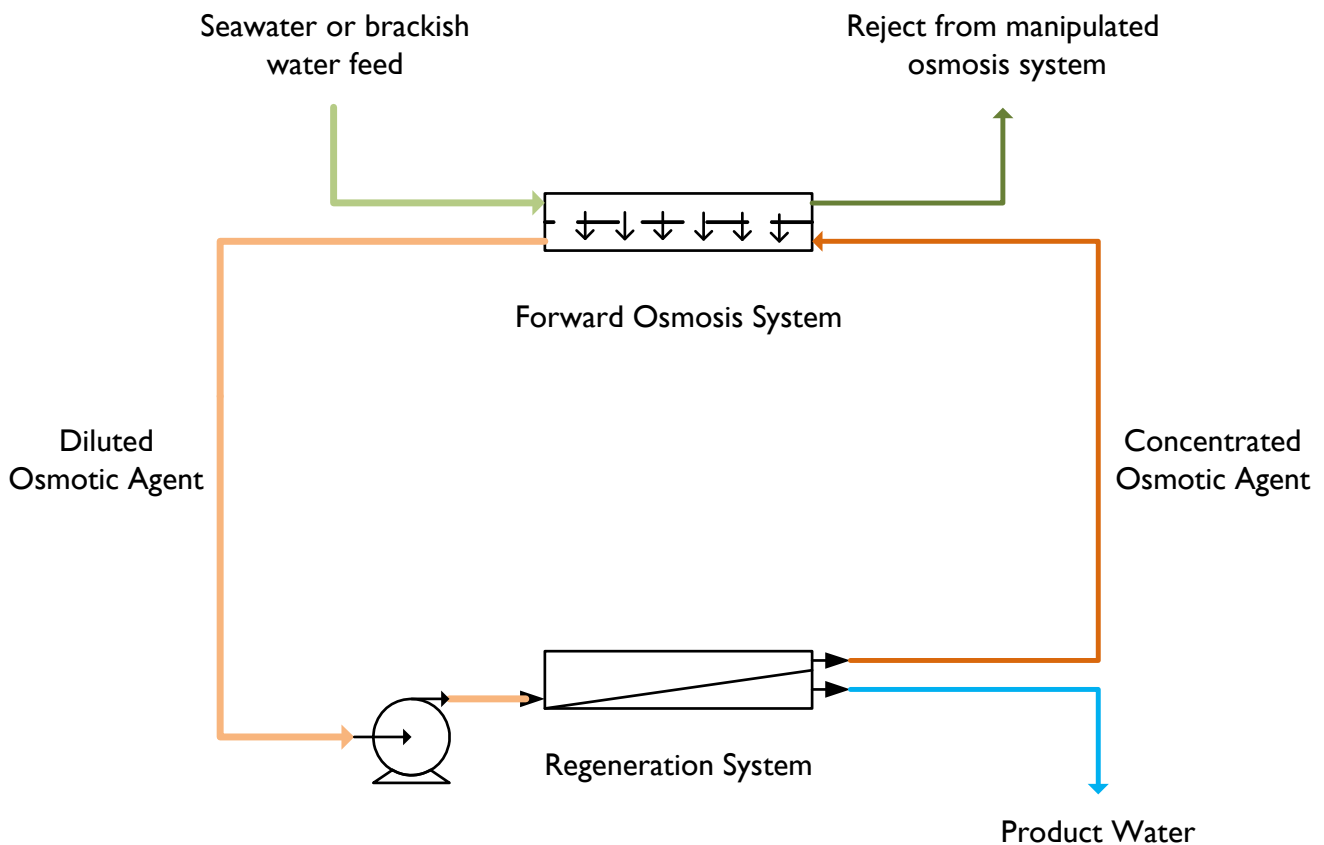 Seawater or brackish
water feed
Reject from manipulated
osmosis system
Forward Osmosis System
Diluted
Osmotic Agent
Concentrated
Osmotic Agent
Regeneration System
Product Water